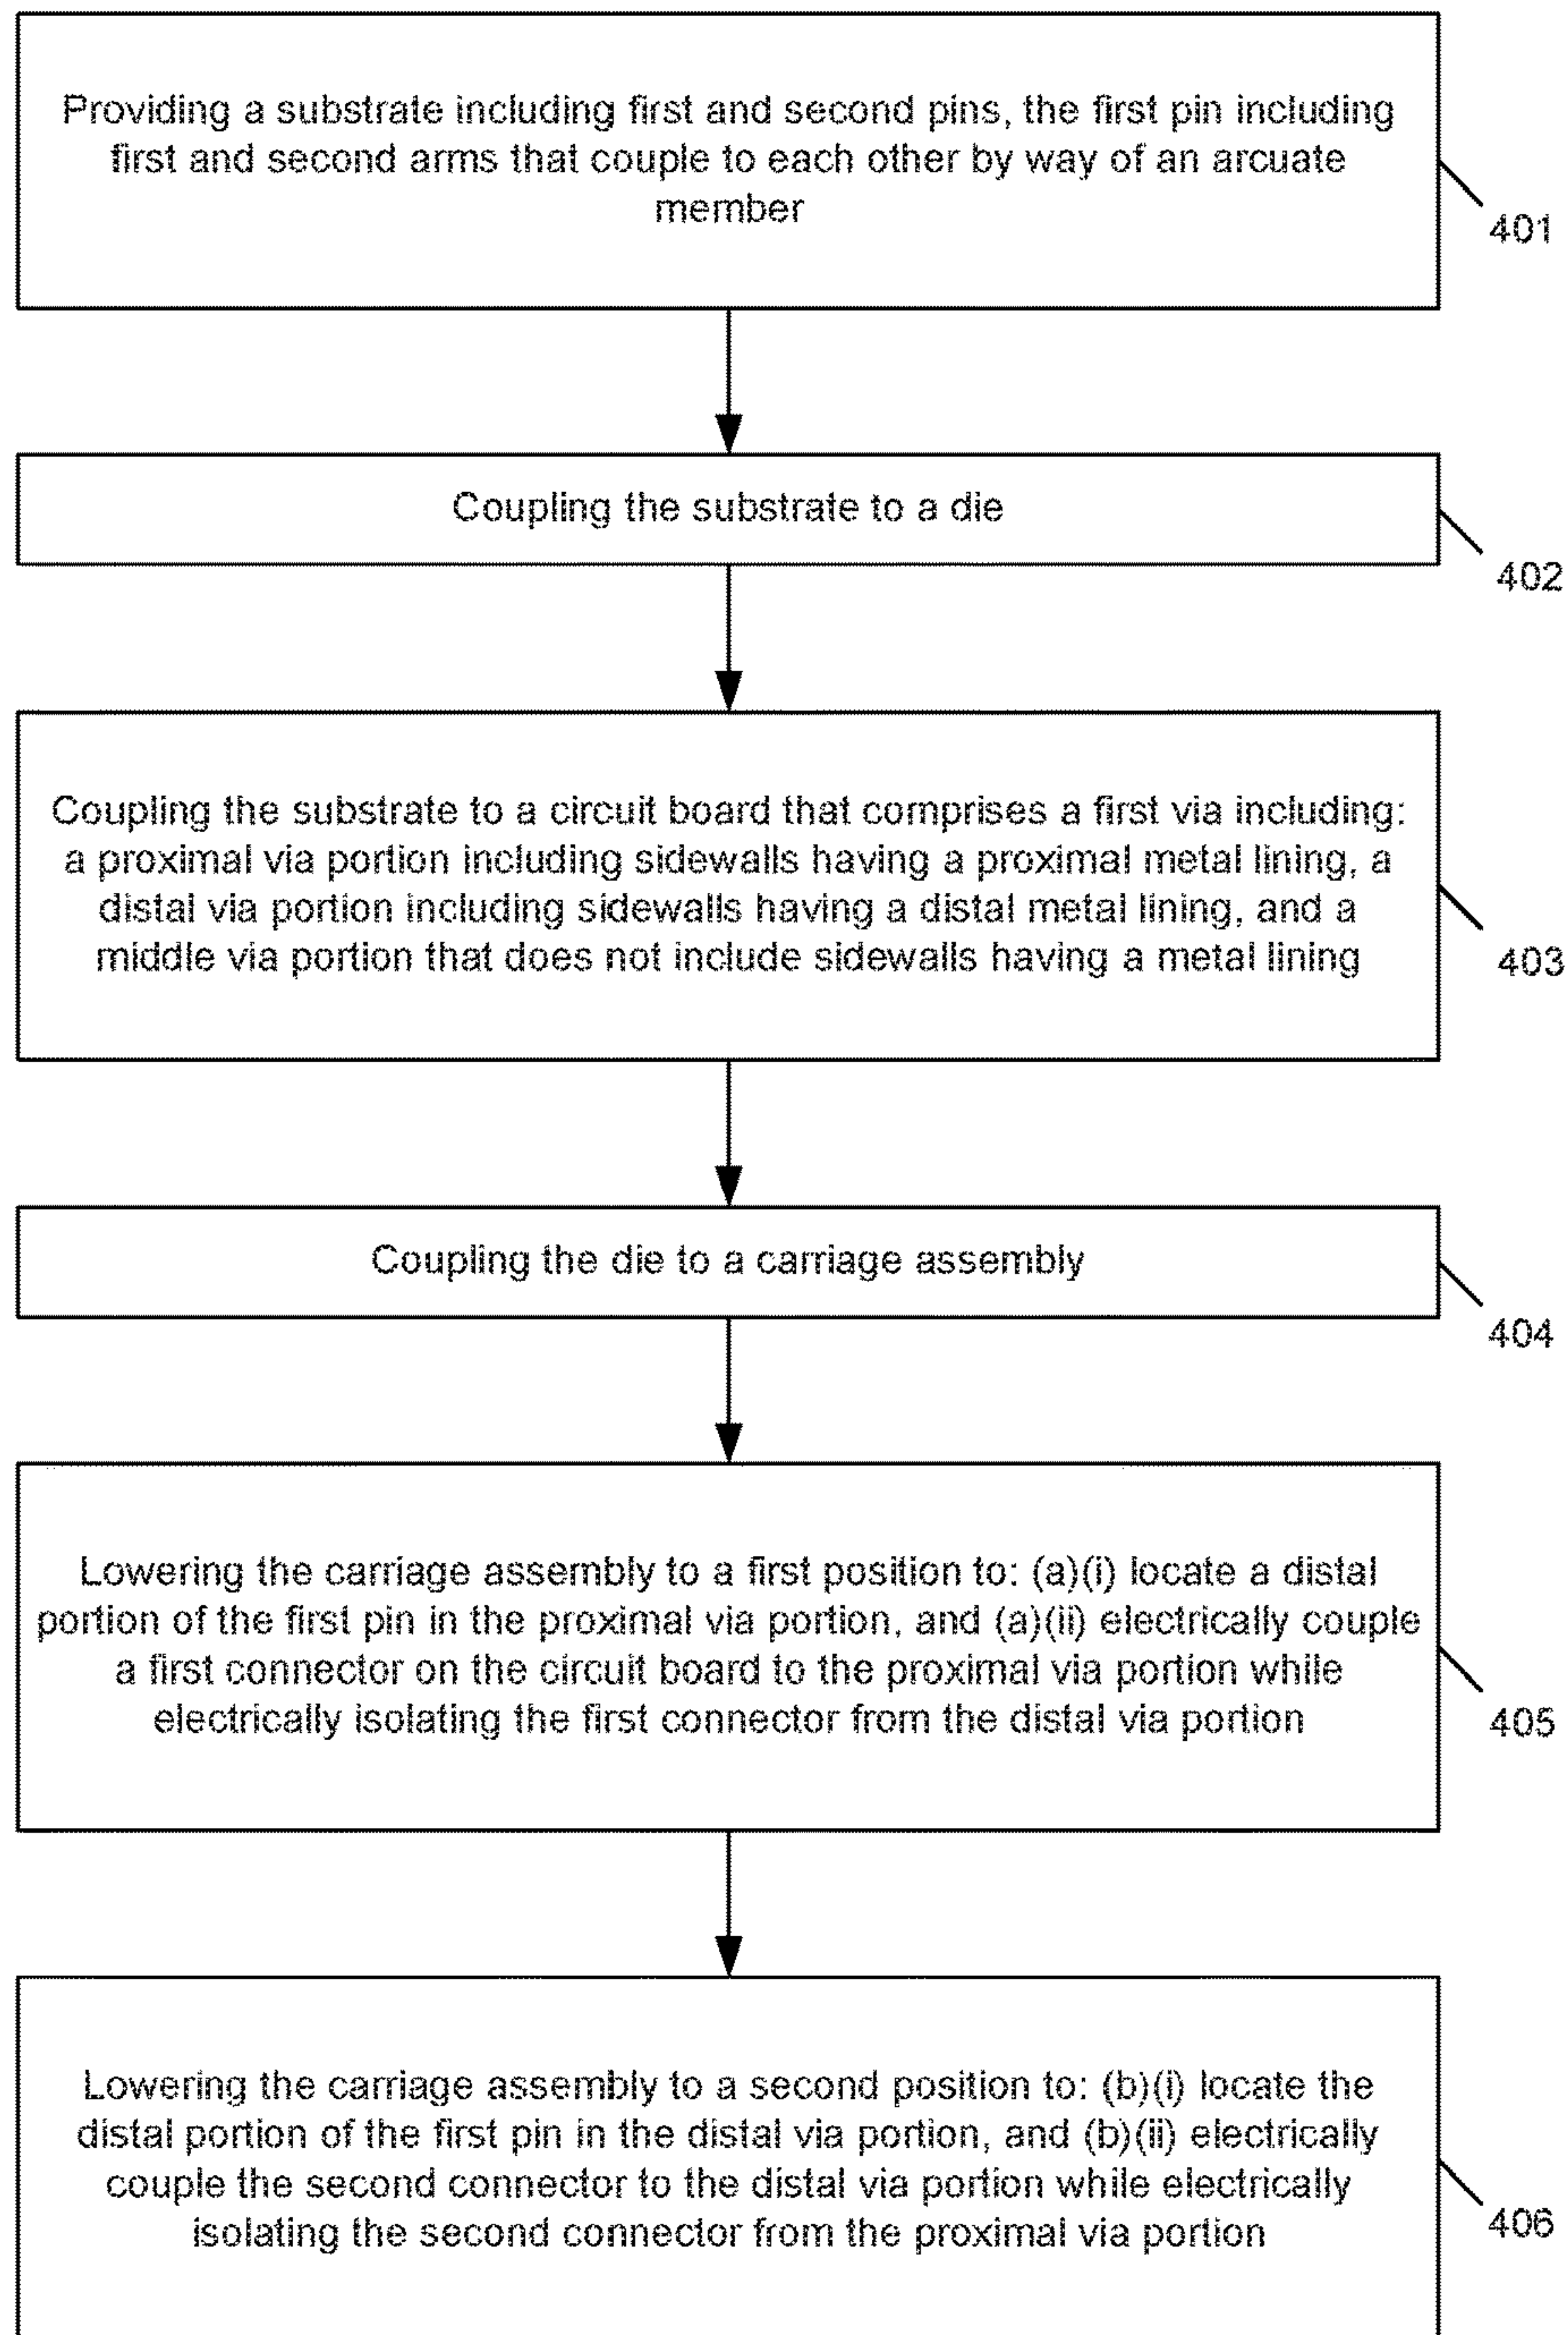 Providing a substrate including first and second pins, the first pin including
first and second arms that couple to each other by way of an arcuate
member
401
Coupling the substrate to a die
402
Coupling the substrate to a circuit board that comprises a first via including:
a proximal via portion including sidewalls having a proximal metal lining, a
distal via portion including sidewalls having a distal metal lining, and a
middle via portion that does not include sidewalls having a metal lining
403
Coupling the die to a carriage assembly
404
Lowering the carriage assembly to a first position to: (a)(i) locate a distal
portion of the first pin in the proximal via portion, and (a)(ii) electrically couple
a first connector on the circuit board to the proximal via portion while
electrically isolating the first connector from the distal via portion
405
Lowering the carriage assembly to a second position to: (b)(i) locate the
distal portion of the first pin in the distal via portion, and (b)(ii) electrically
couple the second connector to the distal via portion while electrically
isolating the second connector from the proximal via portion
406